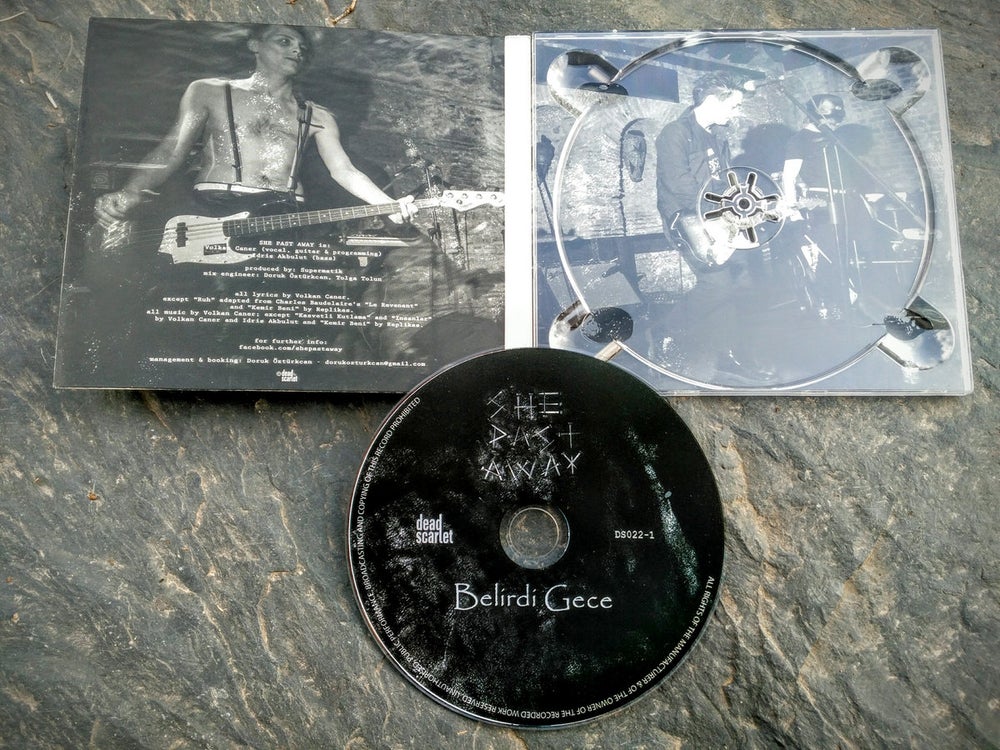 SHE PAST AWAY is:
Volkan Caner (vocal, guitar & programming)
Idris Akbulut (bass)
produced by: Supermatik
mix engineer: Doruk Öztürkcan, Tolga Tolun
all lyrics by Volkan Caner,
except "Ruh" adapted from Charles Baudelaire's "Le Revenant"
and "Kemir Beni" by Replikas.
all music by Volkan Caner; except "Kasvetli Kutlama" and "Insanlar"
by Volkan Caner and Idris Akbulut and "Kemir Beni" by Replikas.
for further info:
facebook.com/shepastaway
management & booking: Doruk Öztürkcan - dorukozturkcan@gmail.com
dead
scarlet
SHE
PAST
AWAY
dead
scarlet
DS022-1
Belirdi Gece
ALL RIGHTS OF THE MANUFACTURER & OF THE OWNER OF THE RECORDED WORK RESERVED. UNAUTHORISED, PUBLIC PERFORMANCE, BROADCASTING AND COPYING OF THIS RECORD PROHIBITED